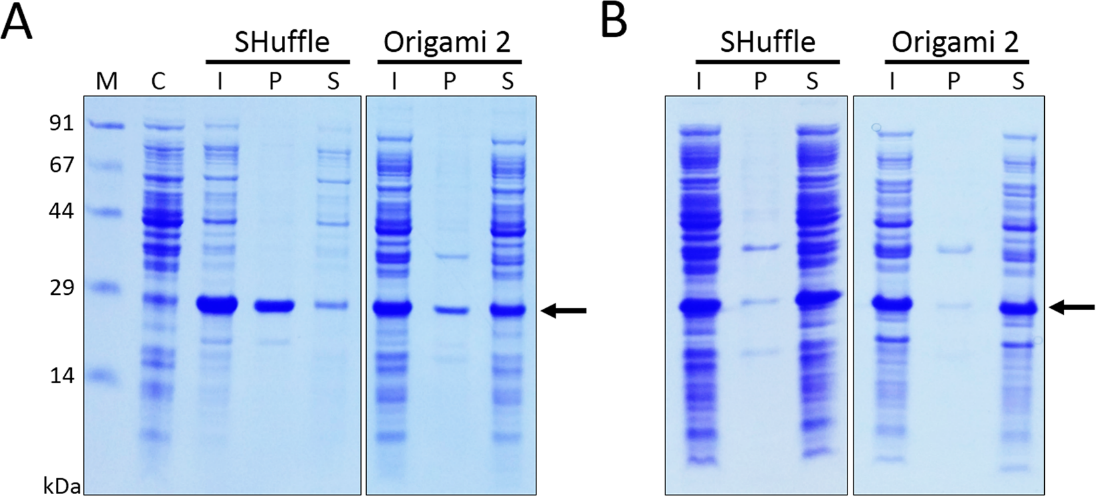 A
B
SHuffle Origami 2 SHuffle Origami 2
M C I P S I P S I P S I P S
91
67
44
29
14
kDa